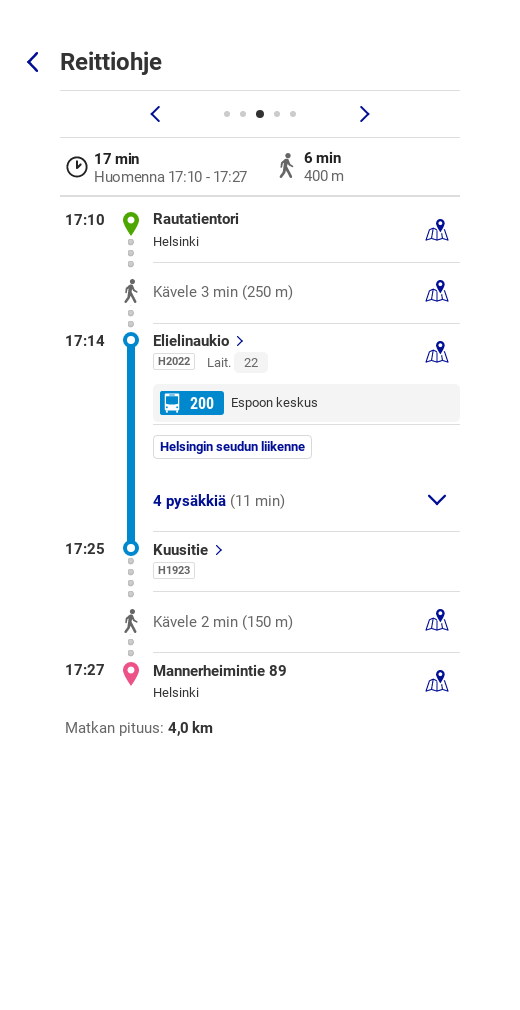 Reittiohje
17 min
Huomenna 17:10 - 17:27
6 min
400 m
17:10
Rautatientori
Helsinki
Kävele 3 min (250 m)
17:14
Elielinaukio
H2022 Lait. 22
200 Espoon keskus
Helsingin seudun liikenne
4 pysäkkiä (11 min)
17:25
Kuusitie
H1923
Kävele 2 min (150 m)
17:27
Mannerheimintie 89
Helsinki
Matkan pituus: 4,0 km